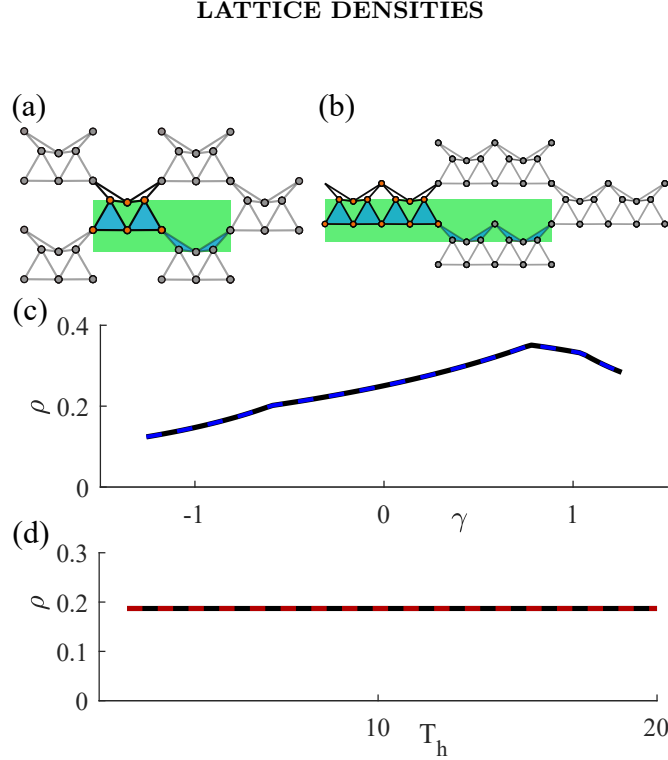 LATTICE DENSITIES
(a) (b)
(c)
0.4
0.2
0
ρ
-1 0 1
γ
(d)
0.3
0.2
0.1
0
ρ
10 20
T_h